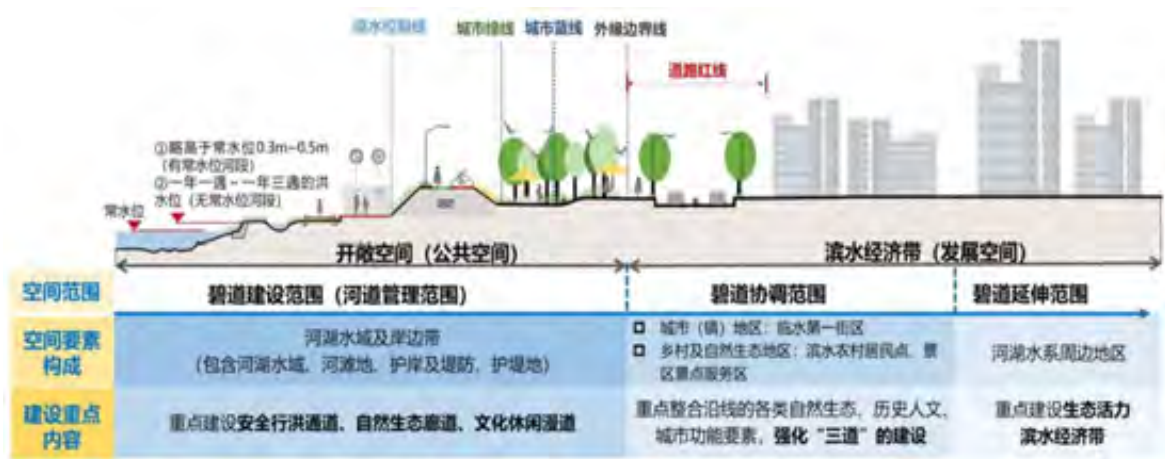 城市绿线
城市蓝线
外缘边界线
道路红线
①略高于常水位0.3m~0.5m
(有常水位河段)
②一年一遇~一年三遇的洪
水位(无常水位河段)
常水位
开敞空间(公共空间)
滨水经济带(发展空间)
空间范围
碧道建设范围(河道管理范围)
碧道协调范围
碧道延伸范围
空间要素
构成
河湖水域及岸边带
(包含河湖水域、河滩地、护岸及堤防、护堤地)
城市(镇)地区:临水第一街区
乡村及自然生态地区:滨水农村居民点、景
区景点服务区
河湖水系周边地区
建设重点
内容
重点建设安全行洪通道、自然生态廊道、文化休闲漫道
重点整合沿线的各类自然生态、历史人文、
城市功能要素,强化“三道”的建设
重点建设生态活力
滨水经济带